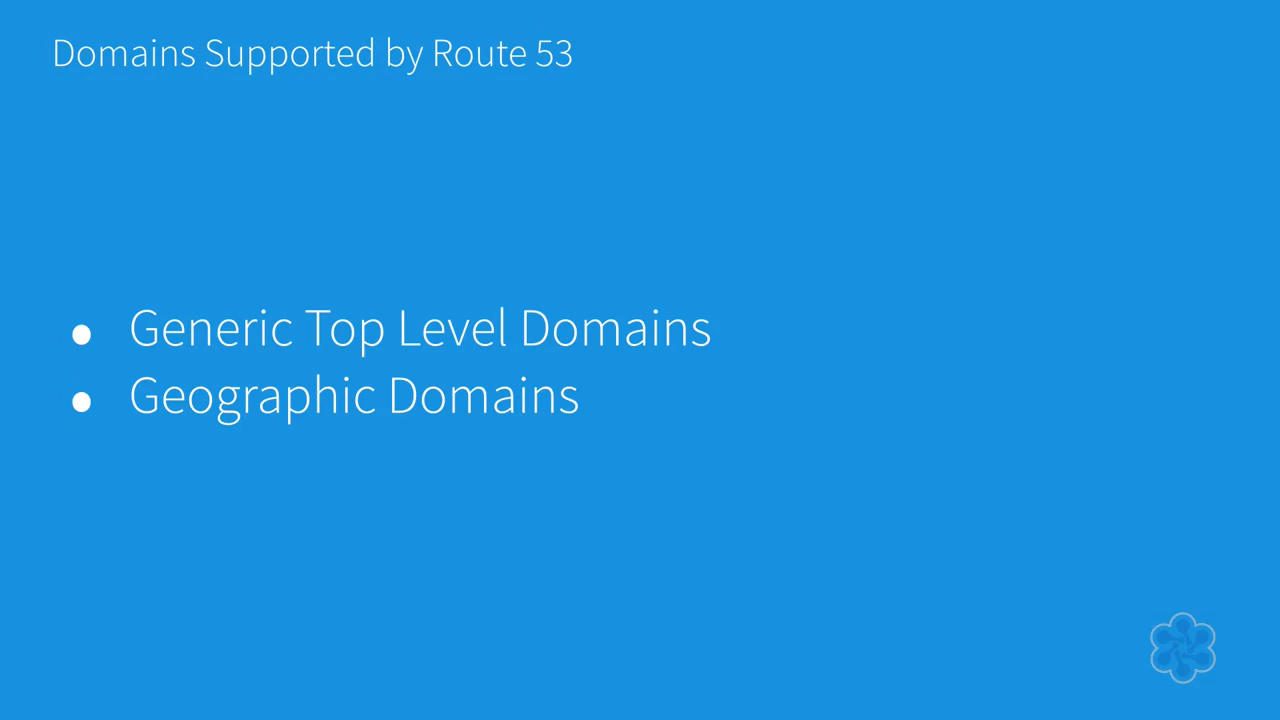 Domains Supported by Route 53
● Generic Top Level Domains
● Geographic Domains